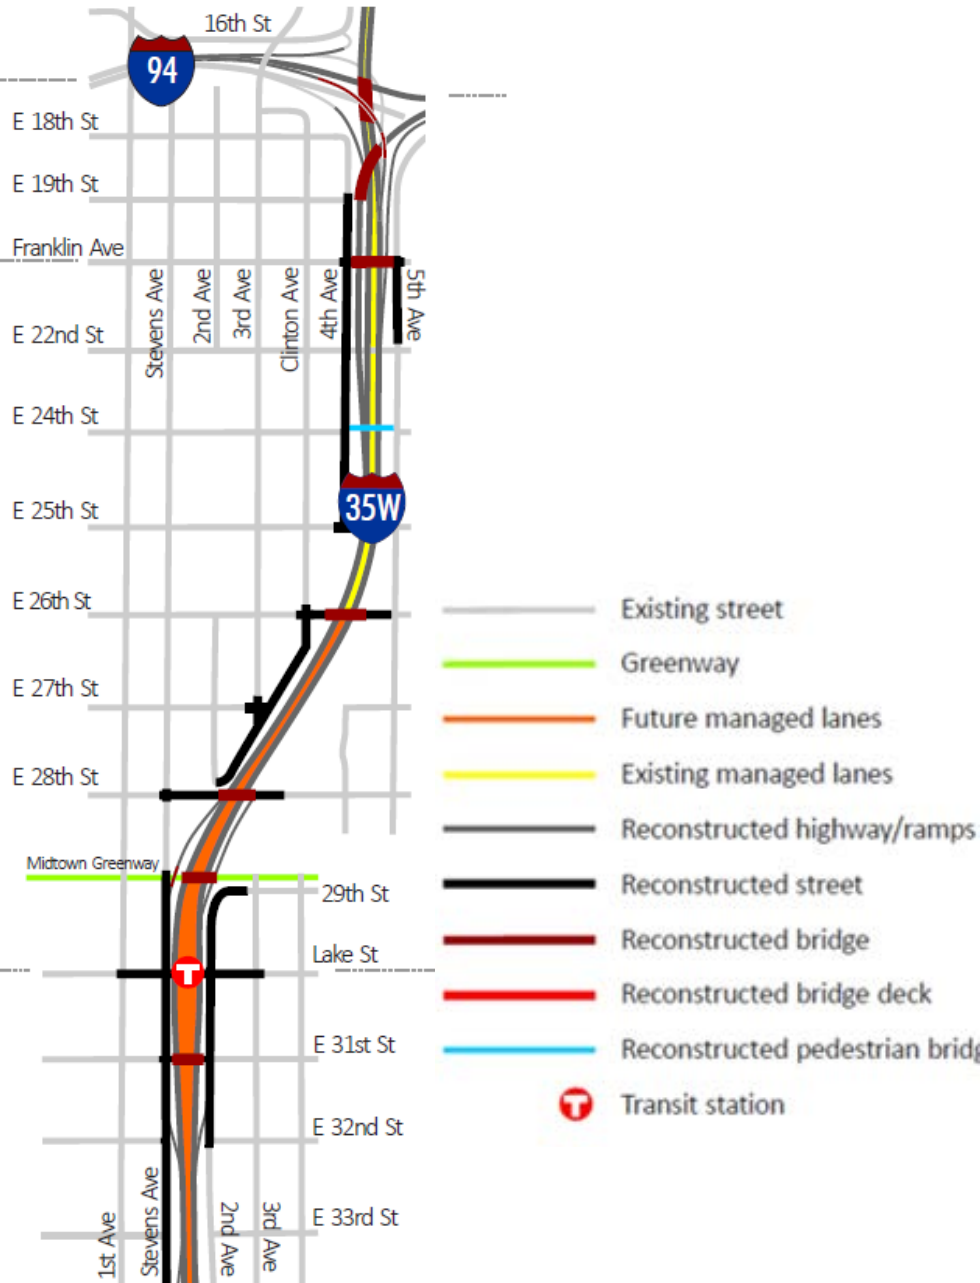 16th St
94
E 18th St
E 19th St
Franklin Ave
Stevens Ave
2nd Ave
3rd Ave
Clinton Ave
4th Ave
5th Ave
E 22nd St
E 24th St
35W
E 25th St
E 26th St
E 27th St
E 28th St
Midtown Greenway
29th St
Lake St
T
E 31st St
E 32nd St
1st Ave
Stevens Ave
2nd Ave
3rd Ave
E 33rd St
Existing street
Greenway
Future managed lanes
Existing managed lanes
Reconstructed highway/ramps
Reconstructed street
Reconstructed bridge
Reconstructed bridge deck
Reconstructed pedestrian bridg
T Transit station